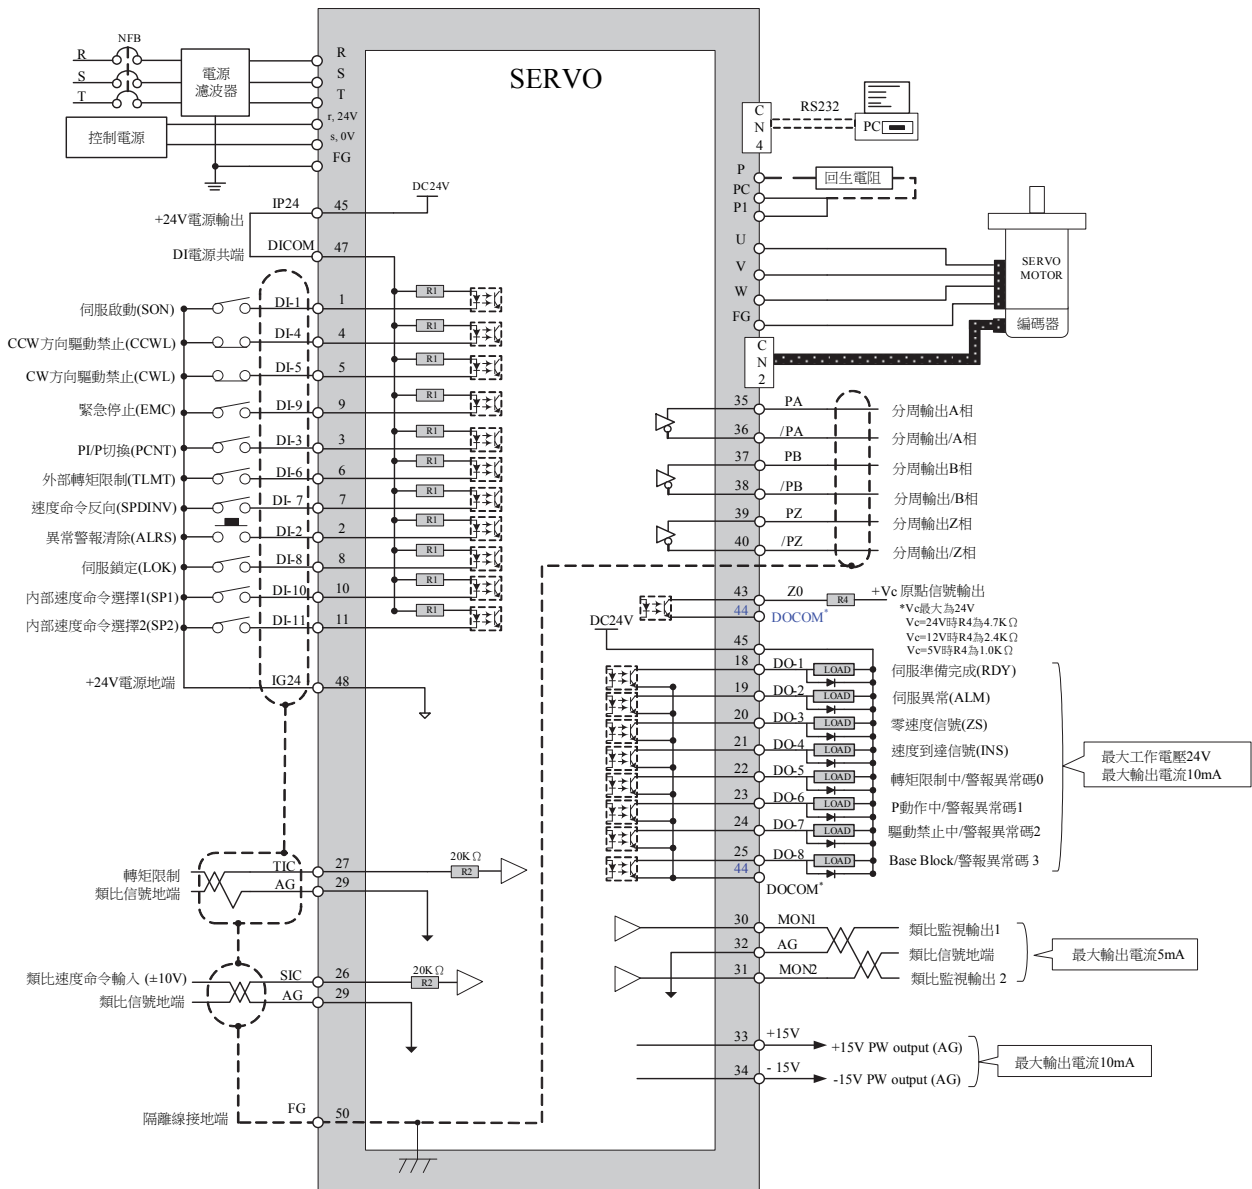 SERVO
NFB
R
S
T
電源
濾波器
控制電源
R
S
T
r, 24V
s, 0V
FG
DC24V
+24V電源輸出
IP24
45
DI電源共端
DICOM
47
伺服啟動(SON)
DI-1
1
R1
CCW方向驅動禁止(CCWL)
DI-4
4
R1
CW方向驅動禁止(CWL)
DI-5
5
R1
緊急停止(EMC)
DI-9
9
R1
PI/P切換(PCNT)
DI-3
3
R1
外部轉矩限制(TLMT)
DI-6
6
R1
速度命令反向(SPDINV)
DI- 7
7
R1
異常警報清除(ALRS)
DI-2
2
R1
伺服鎖定(LOK)
DI-8
8
R1
內部速度命令選擇1(SP1)
DI-10
10
R1
內部速度命令選擇2(SP2)
DI-11
11
R1
+24V電源地端
IG24
48
轉矩限制
TIC
27
20KΩ
R2
類比信號地端
AG
29
類比速度命令輸入 (±10V)
SIC
26
20KΩ
R2
類比信號地端
AG
29
隔離線接地端
FG
50
C
N
4
RS232
PC
P
PC
P1
回生電阻
U
V
W
FG
SERVO
MOTOR
編碼器
C
N
2
35 PA 分周輸出A相
36 /PA 分周輸出/A相
37 PB 分周輸出B相
38 /PB 分周輸出/B相
39 PZ 分周輸出Z相
40 /PZ 分周輸出/Z相
43 Z0 R4 +Vc 原點信號輸出
44 DOCOM*
*Vc最大為24V
Vc=24V時R4為4.7KΩ
Vc=12V時R4為2.4KΩ
Vc=5V時R4為1.0KΩ
DC24V
45
18 DO-1 LOAD 伺服準備完成(RDY)
19 DO-2 LOAD 伺服異常(ALM)
20 DO-3 LOAD 零速度信號(ZS)
21 DO-4 LOAD 速度到達信號(INS)
22 DO-5 LOAD 轉矩限制中/警報異常碼0
23 DO-6 LOAD P動作中/警報異常碼1
24 DO-7 LOAD 驅動禁止中/警報異常碼2
25 DO-8 LOAD Base Block/警報異常碼 3
44
DOCOM*
最大工作電壓24V
最大輸出電流10mA
30 MON1 類比監視輸出1
32 AG 類比信號地端
31 MON2 類比監視輸出 2
最大輸出電流5mA
33 +15V +15V PW output (AG)
34 - 15V -15V PW output (AG)
最大輸出電流10mA